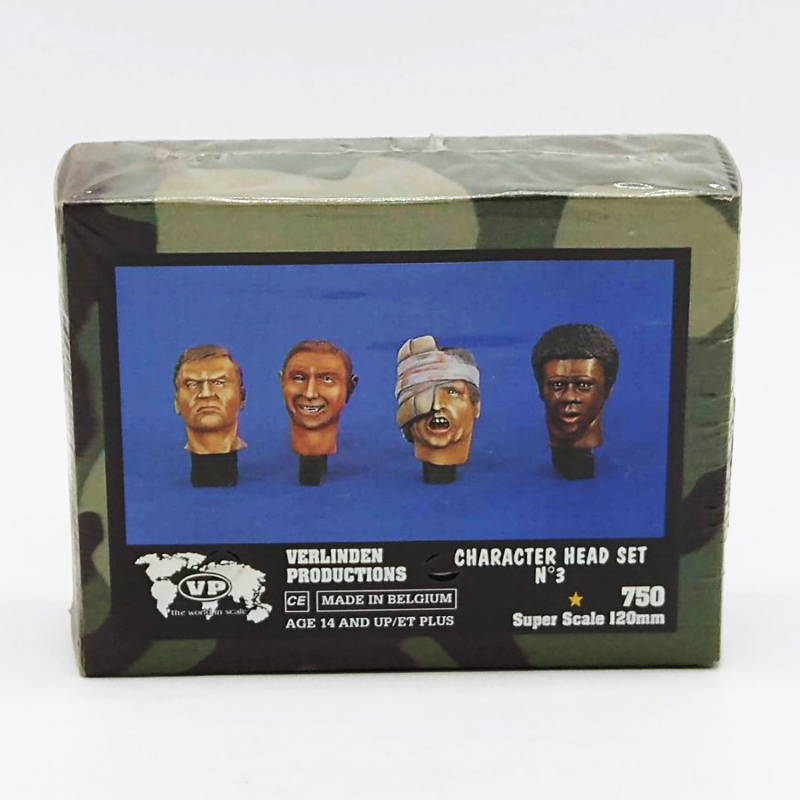 VP
the world in scale
VERLINDEN
PRODUCTIONS
CE MADE IN BELGIUM
AGE 14 AND UP/ET PLUS
CHARACTER HEAD SET
N°3
750
Super Scale 120mm